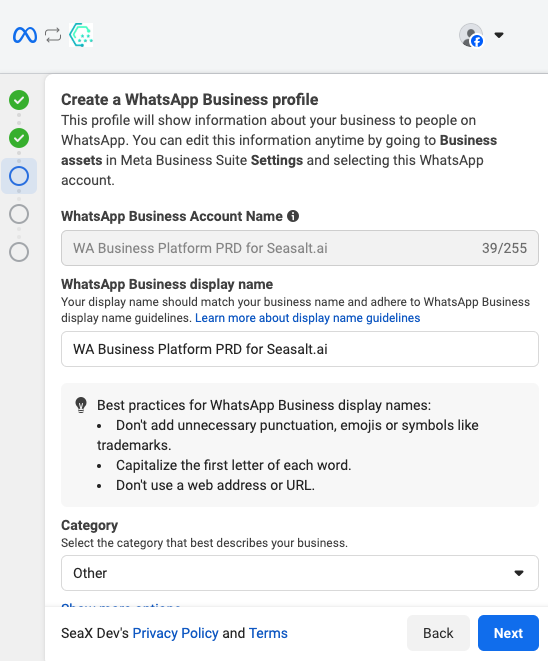 Create a WhatsApp Business profile
This profile will show information about your business to people on
WhatsApp. You can edit this information anytime by going to Business
assets in Meta Business Suite Settings and selecting this WhatsApp
account.
WhatsApp Business Account Name
WA Business Platform PRD for Seasalt.ai 39/255
WhatsApp Business display name
Your display name should match your business name and adhere to WhatsApp Business
display name guidelines. Learn more about display name guidelines
WA Business Platform PRD for Seasalt.ai
Best practices for WhatsApp Business display names:
• Don't add unnecessary punctuation, emojis or symbols like
trademarks.
• Capitalize the first letter of each word.
• Don't use a web address or URL.
Category
Select the category that best describes your business.
Other
Show more options
SeaX Dev's Privacy Policy and Terms
Back
Next